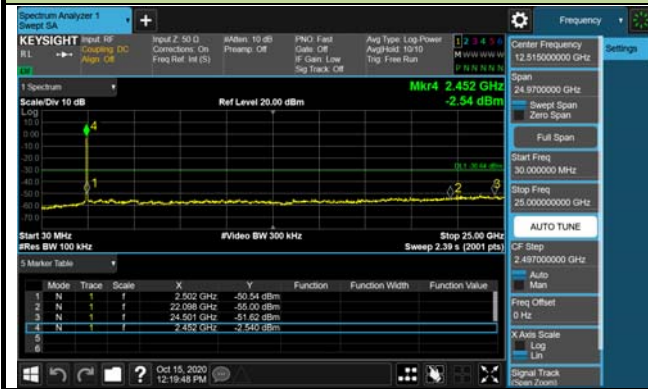 Spectrum Analyzer 1
Swept SA
+
Frequency
KEYSIGHT
RL
Input: RF
Coupling: DC
Align: Off
Input Z: 50 Ω
Corrections: On
Freq Ref: Int (S)
#Atten: 10 dB
Preamp: Off
PNO: Fast
Gate: Off
IF Gain: Low
Sig Track: Off
Avg Type: Log-Power
Avg|Hold: 10/10
Trig: Free Run
1 2 3 4 5 6
M W W W W W
P N N N N N
1 Spectrum
Scale/Div 10 dB
Ref Level 20.00 dBm
Mkr4 2.452 GHz
-2.54 dBm
Log
10.0
0.00
-10.0
-20.0
-30.0
-40.0
-50.0
-60.0
-70.0
4
1
2
3
Start 30 MHz
#Res BW 100 kHz
#Video BW 300 kHz
Stop 25.00 GHz
Sweep 2.39 s (2001 pts)
5 Marker Table
Mode Trace Scale X Y Function Function Width Function Value
1 N 1 f 2.502 GHz -50.54 dBm
2 N 1 f 22.098 GHz -55.00 dBm
3 N 1 f 24.501 GHz -51.62 dBm
4 N 1 f 2.452 GHz -2.540 dBm
5
6
?
Oct 15, 2020
12:19:48 PM
Center Frequency
12.515000000 GHz
Settings
Span
24.9700000 GHz
Swept Span
Zero Span
Full Span
Start Freq
30.000000 MHz
Stop Freq
25.000000000 GHz
AUTO TUNE
CF Step
2.497000000 GHz
Auto
Man
Freq Offset
0 Hz
X Axis Scale
Log
Lin
Signal Track
(Span Zoom)